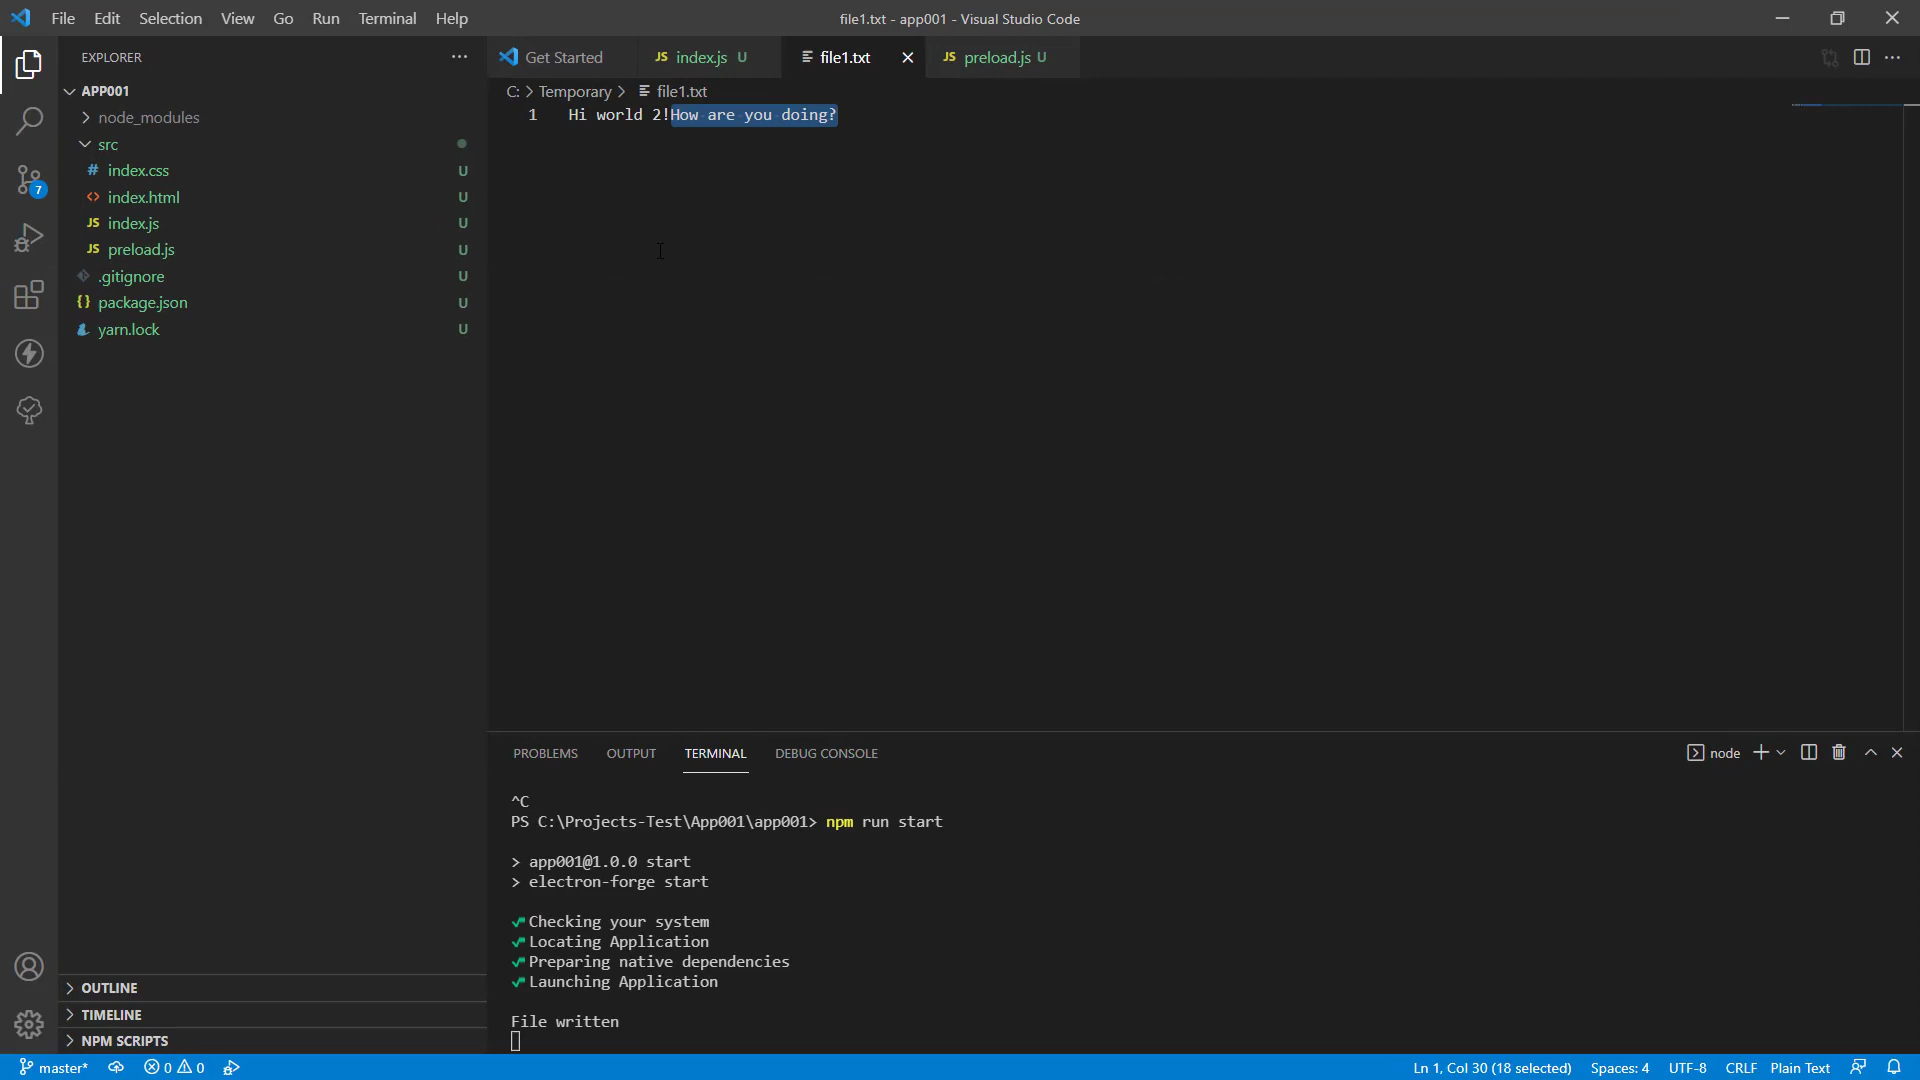 File Edit Selection View Go Run Terminal Help
file1.txt - app001 - Visual Studio Code
EXPLORER
Get Started
JS index.js U
file1.txt
JS preload.js U
APP001
C: > Temporary > file1.txt
node_modules
1 Hi world 2!How are you doing?
src
# index.css U
<> index.html U
JS index.js U
7
JS preload.js U
.gitignore U
{} package.json U
yarn.lock U
PROBLEMS OUTPUT TERMINAL DEBUG CONSOLE
node
^C
PS C:\Projects-Test\App001\app001> npm run start
> app001@1.0.0 start
> electron-forge start
✔ Checking your system
✔ Locating Application
✔ Preparing native dependencies
✔ Launching Application
File written
OUTLINE
TIMELINE
NPM SCRIPTS
master* 0 0
Ln 1, Col 30 (18 selected) Spaces: 4 UTF-8 CRLF Plain Text